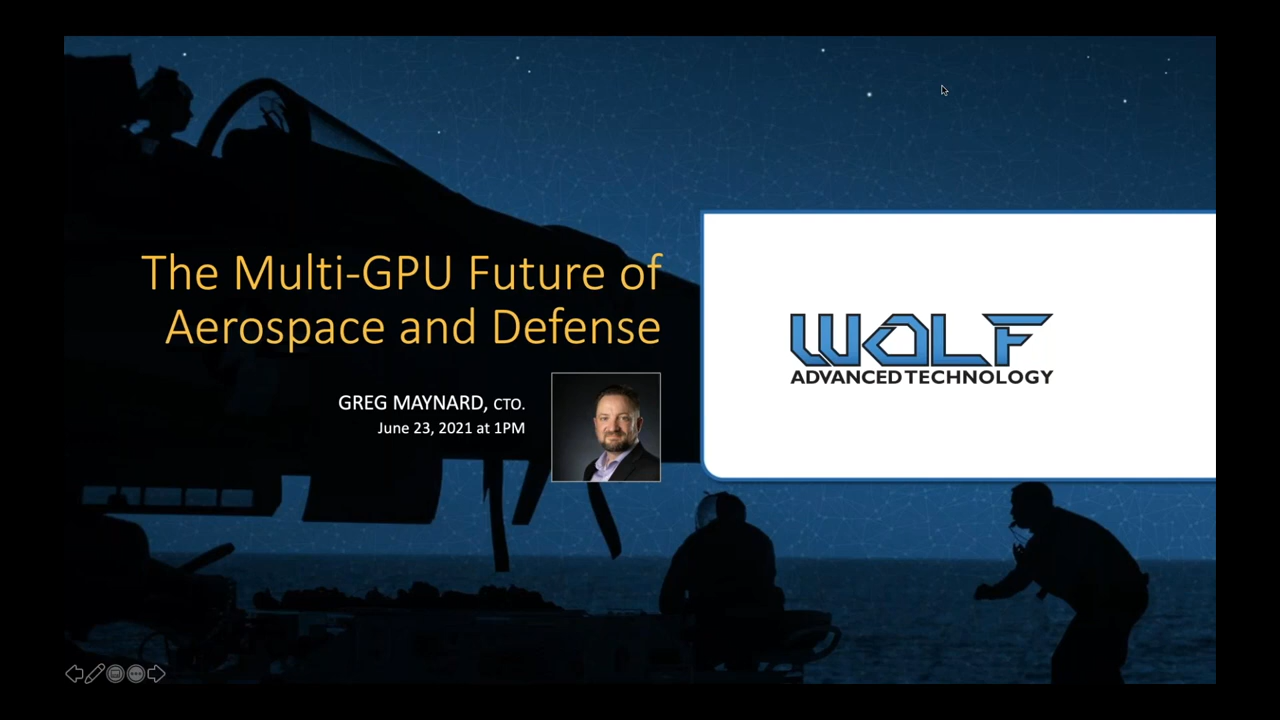 The Multi-GPU Future of
Aerospace and Defense
GREG MAYNARD, CTO.
June 23, 2021 at 1PM
WOLF
ADVANCED TECHNOLOGY